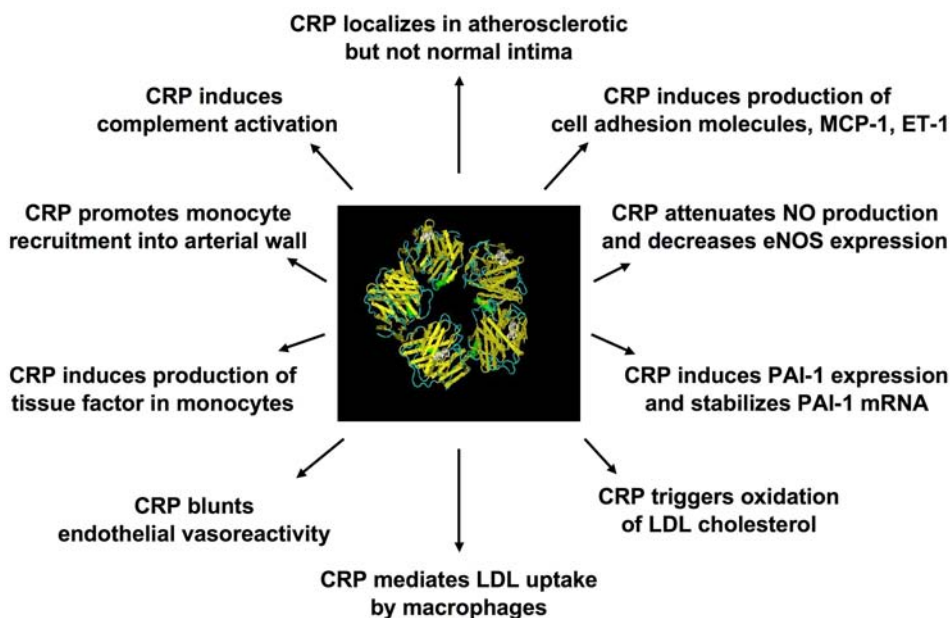 CRP localizes in atherosclerotic
but not normal intima
CRP induces
complement activation
CRP induces production of
cell adhesion molecules, MCP-1, ET-1
CRP promotes monocyte
recruitment into arterial wall
CRP attenuates NO production
and decreases eNOS expression
CRP induces production of
tissue factor in monocytes
CRP induces PAI-1 expression
and stabilizes PAI-1 mRNA
CRP blunts
endothelial vasoreactivity
CRP triggers oxidation
of LDL cholesterol
CRP mediates LDL uptake
by macrophages